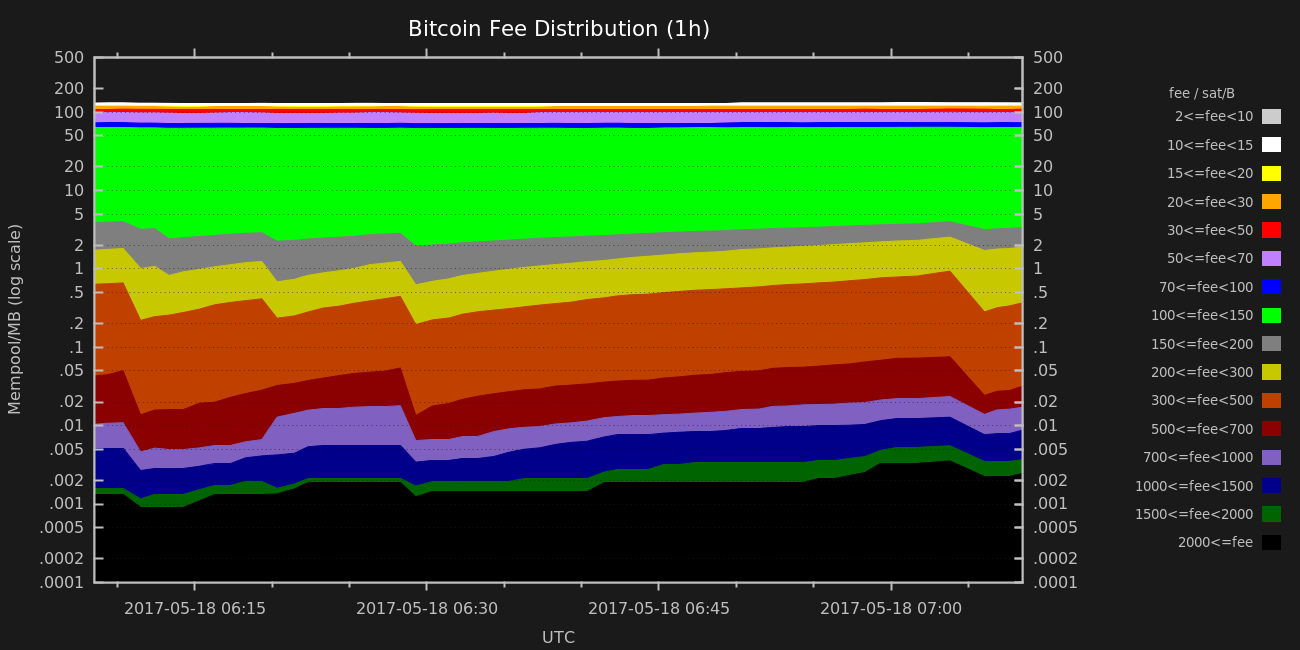 Bitcoin Fee Distribution (1h)
500 500
200 200
100 100
50 50
20 20
10 10
5 5
2 2
1 1
.5 .5
.2 .2
.1 .1
.05 .05
.02 .02
.01 .01
.005 .005
.002 .002
.001 .001
.0005 .0005
.0002 .0002
.0001 .0001
Mempool/MB (log scale)
2017-05-18 06:15 2017-05-18 06:30 2017-05-18 06:45 2017-05-18 07:00
UTC
fee / sat/B
2<=fee<10
10<=fee<15
15<=fee<20
20<=fee<30
30<=fee<50
50<=fee<70
70<=fee<100
100<=fee<150
150<=fee<200
200<=fee<300
300<=fee<500
500<=fee<700
700<=fee<1000
1000<=fee<1500
1500<=fee<2000
2000<=fee